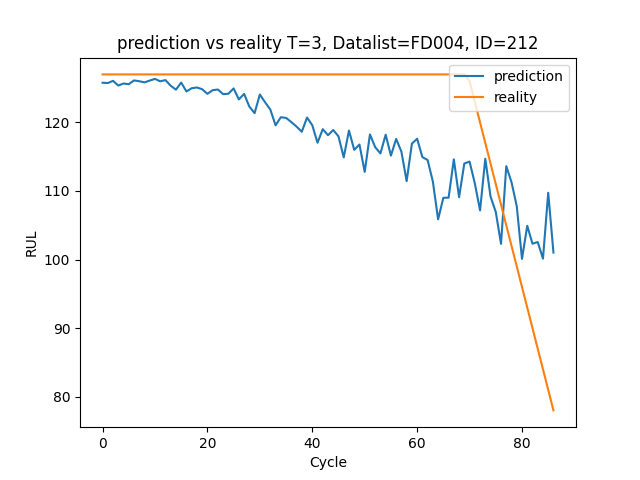 prediction vs reality T=3, Datalist=FD004, ID=212
prediction
reality
RUL
120
110
100
90
80
0
20
40
60
80
Cycle